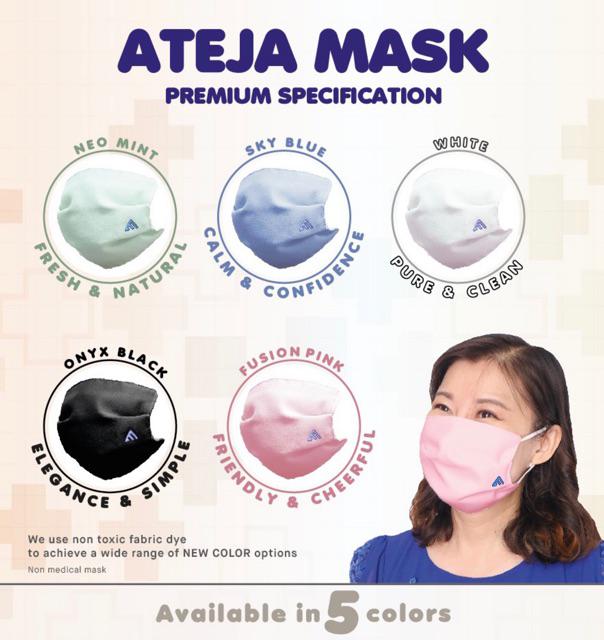 ATEJA MASK
PREMIUM SPECIFICATION
NEO MINT
FRESH & NATURAL
SKY BLUE
CALM & CONFIDENCE
WHITE
PURE & CLEAN
ONYX BLACK
ELEGANCE & SIMPLE
FUSION PINK
FRIENDLY & CHEERFUL
We use non toxic fabric dye
to achieve a wide range of NEW COLOR options
Non medical mask
Available in 5 colors